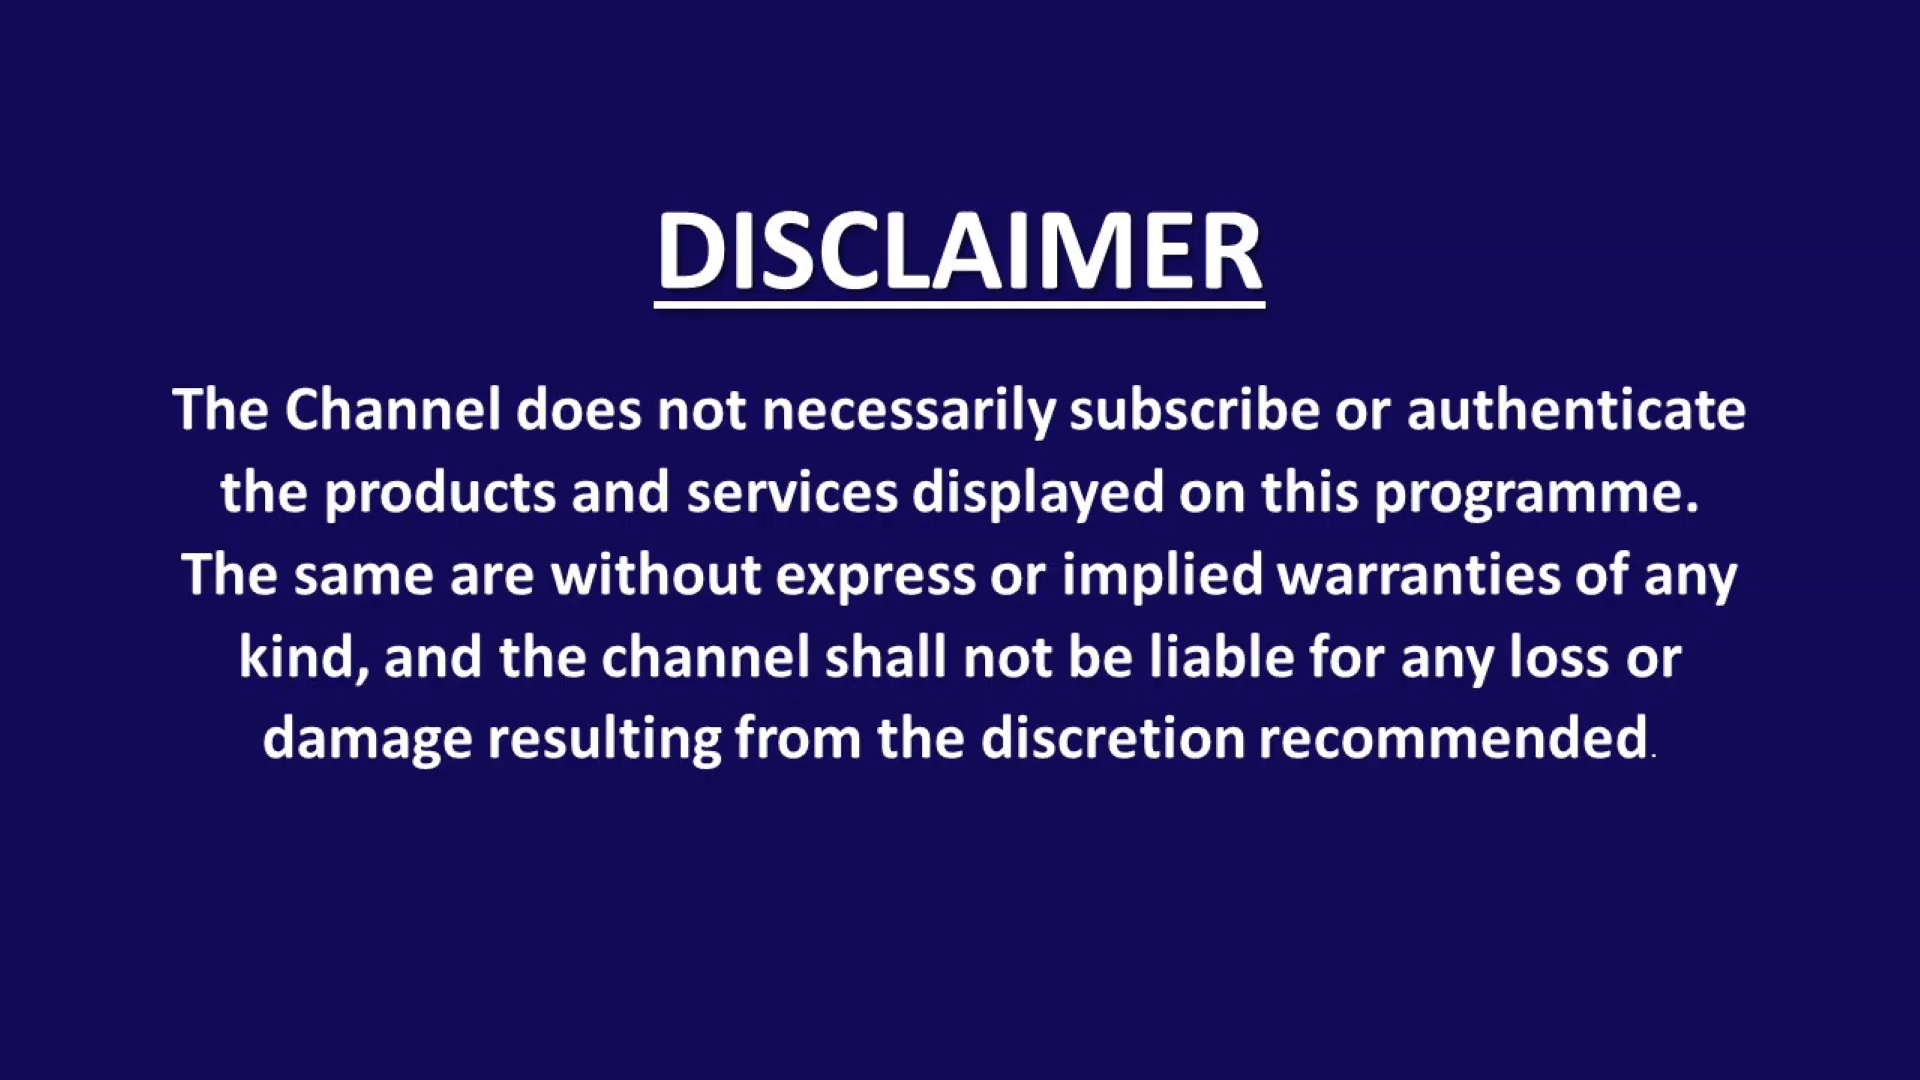 DISCLAIMER
The Channel does not necessarily subscribe or authenticate
the products and services displayed on this programme.
The same are without express or implied warranties of any
kind, and the channel shall not be liable for any loss or
damage resulting from the discretion recommended.